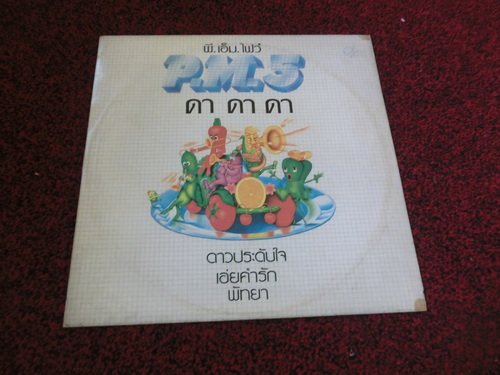 พี.เอ็ม.ไฟว์
P.M.5
ดา ดา ดา
ดาวประดับใจ
เอ่ยคำรัก
พัทยา